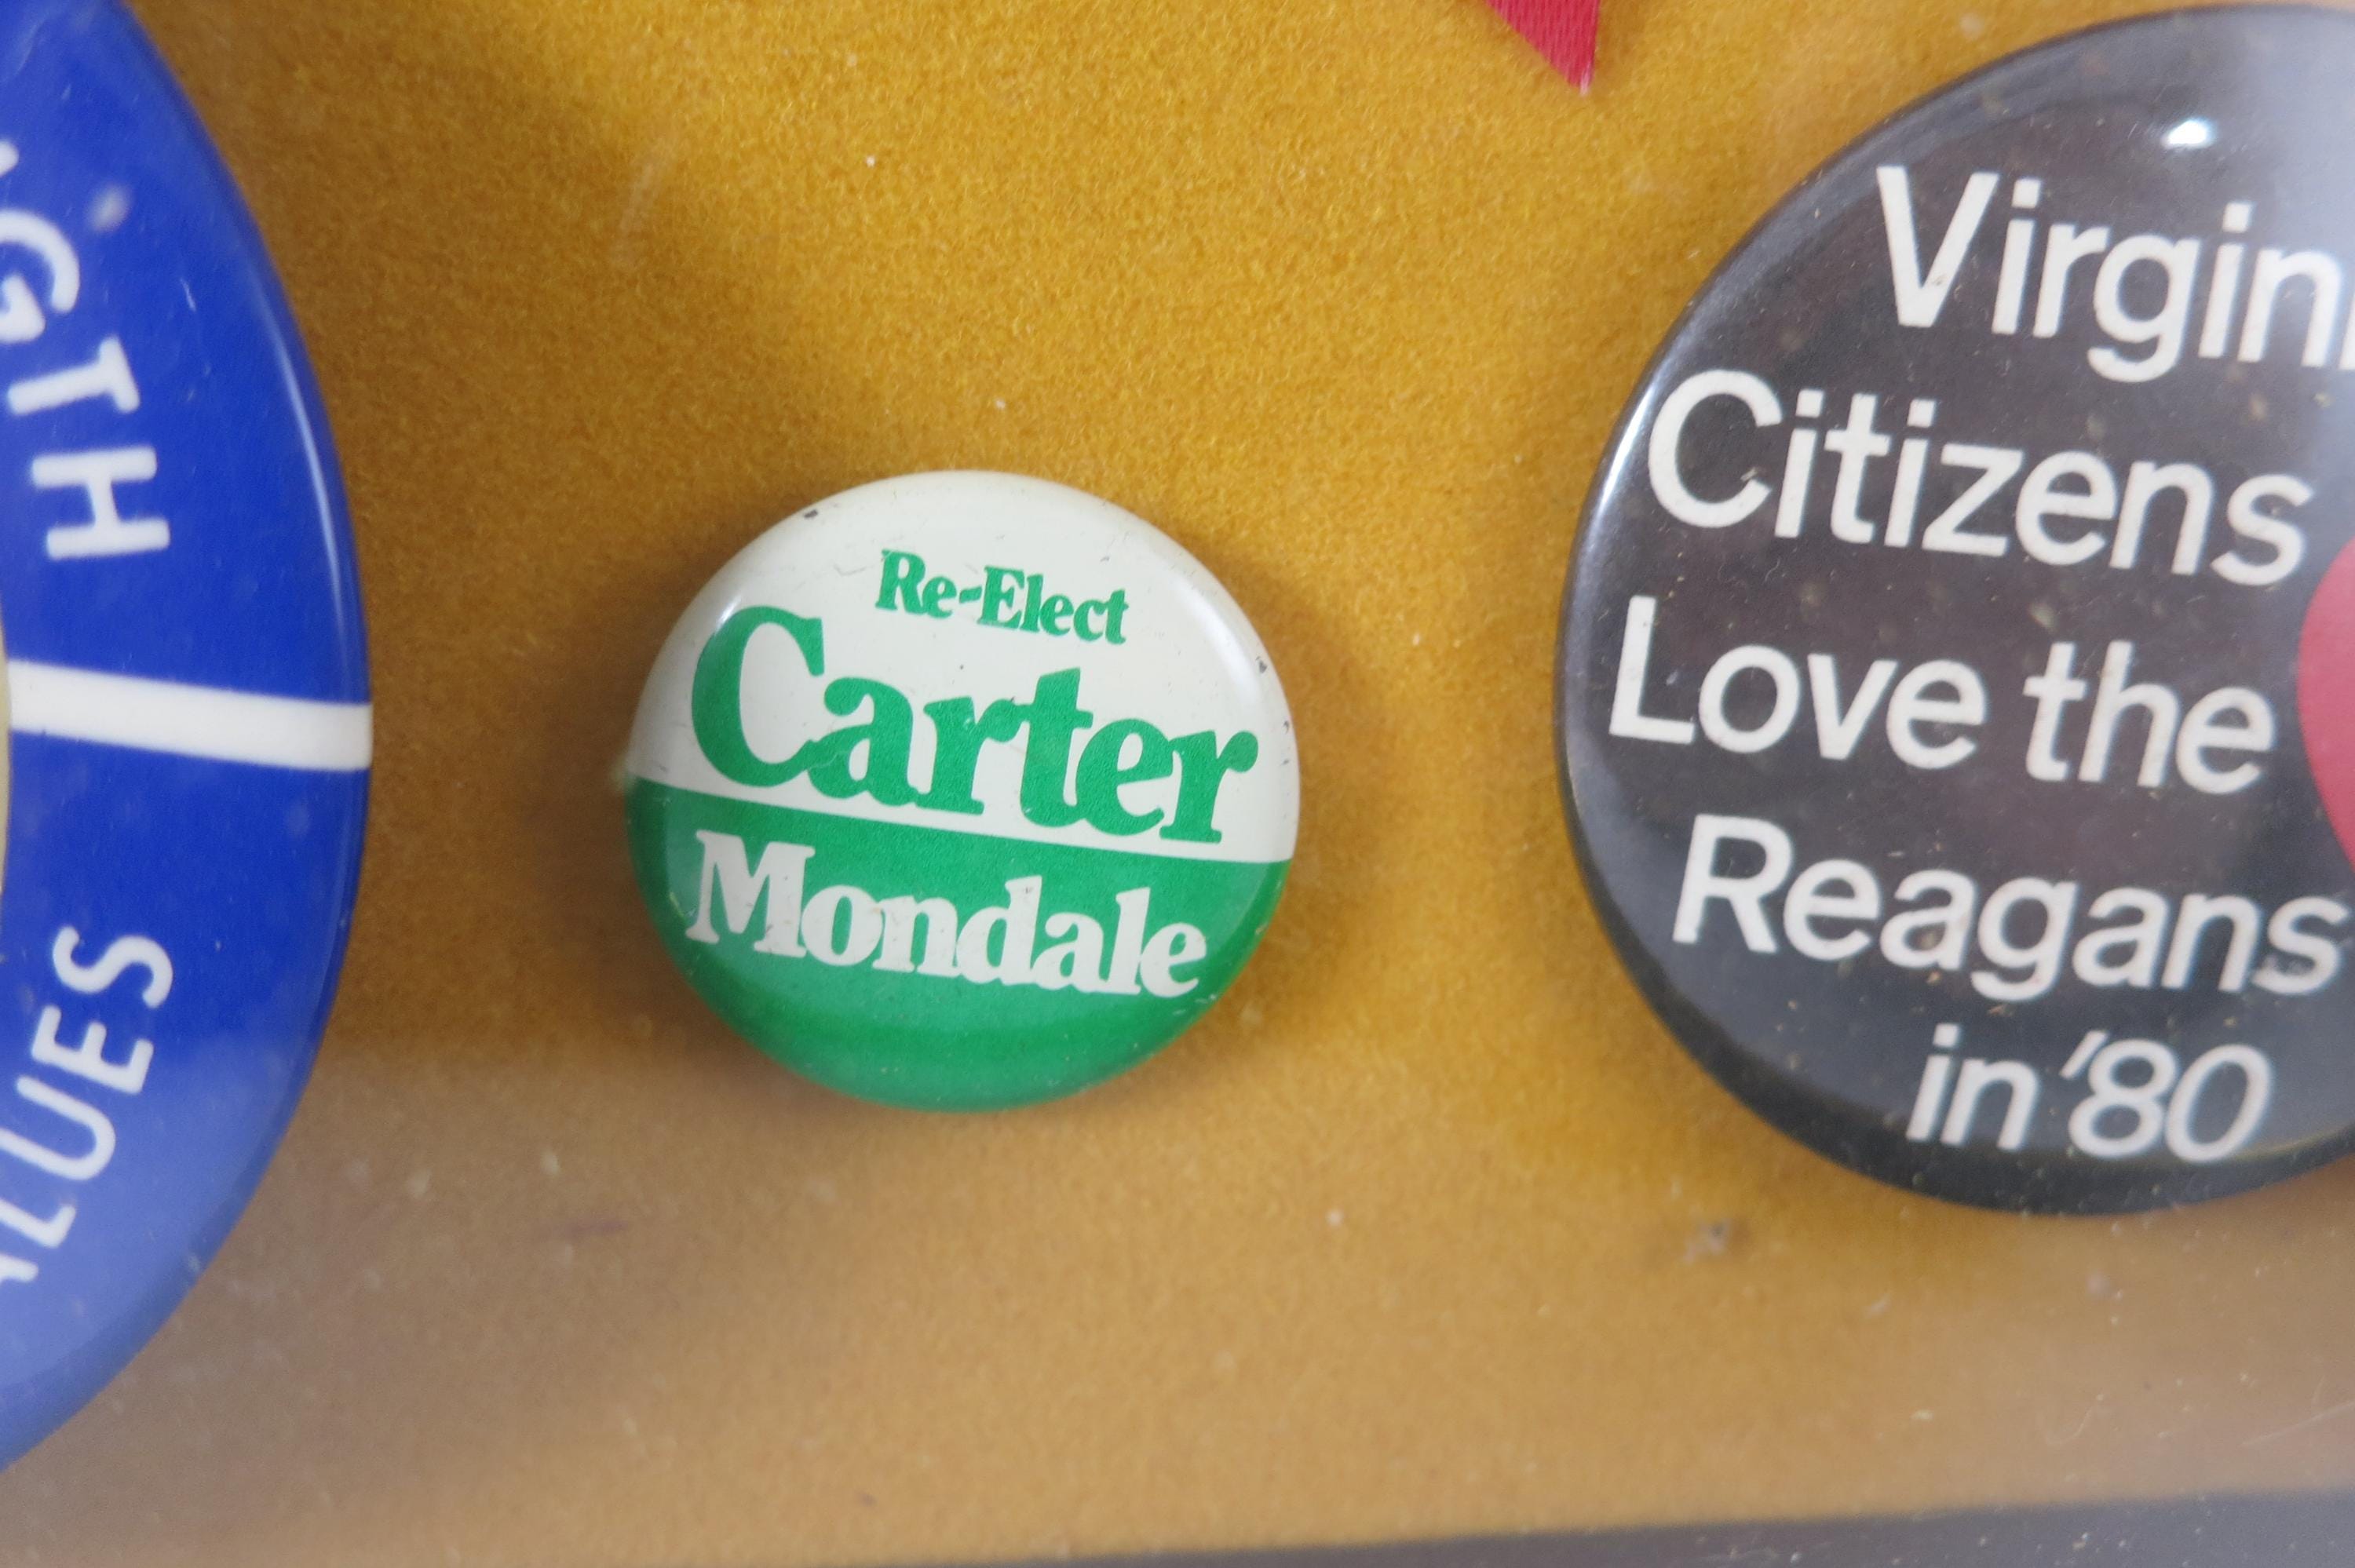 Re-Elect
Carter
Mondale
Citizens
Love the
Reagans
in '80